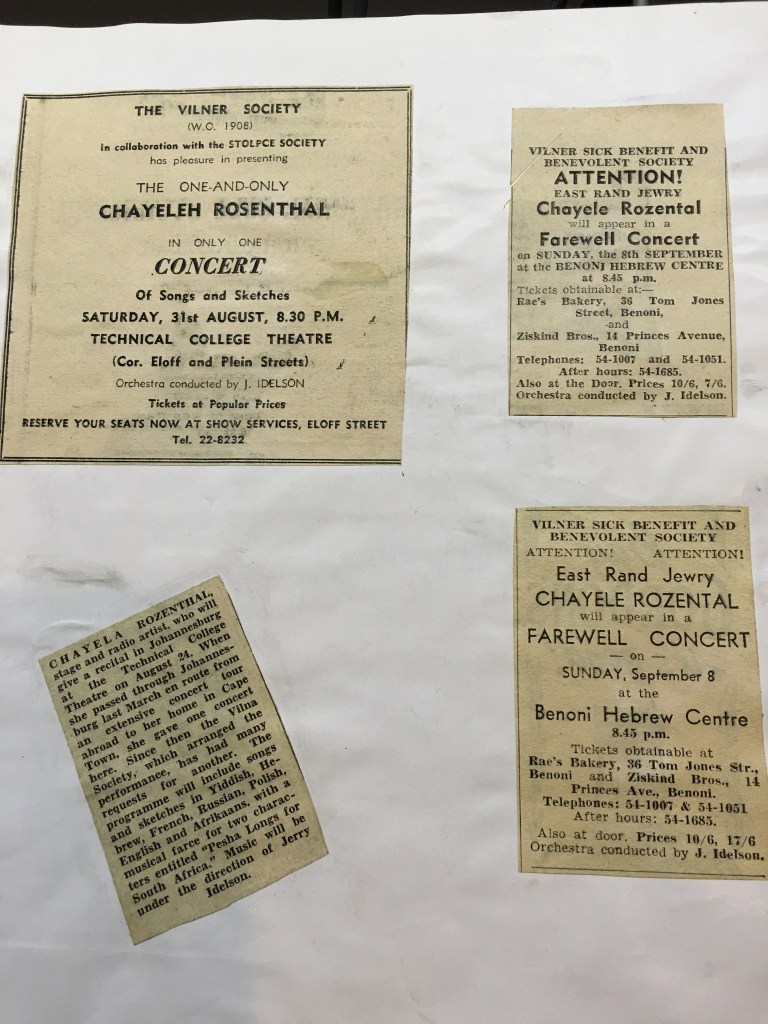 THE VILNER SOCIETY
(W.O. 1908)
In collaboration with the STOLPCE SOCIETY
has pleasure in presenting
THE ONE-AND-ONLY
CHAYELEH ROSENTHAL
IN ONLY ONE
CONCERT
Of Songs and Sketches
SATURDAY, 31st AUGUST, 8.30 P.M.
TECHNICAL COLLEGE THEATRE
(Cor. Eloff and Plein Streets)
Orchestra conducted by J. IDELSON
Tickets at Popular Prices
RESERVE YOUR SEATS NOW AT SHOW SERVICES, ELOFF STREET
Tel. 22-8232
VILNER SICK BENEFIT AND
BENEVOLENT SOCIETY
ATTENTION!
EAST RAND JEWRY
Chayele Rozental
will appear in a
Farewell Concert
on SUNDAY, the 8th SEPTEMBER
at the BENONI HEBREW CENTRE
at 8.45 p.m.
Tickets obtainable at:—
Rae's Bakery, 36 Tom Jones
Street, Benoni,
and
Ziskind Bros., 14 Princes Avenue,
Benoni
Telephones: 54-1007 and 54-1051.
After hours: 54-1685.
Also at the Door. Prices 10/6, 7/6.
Orchestra conducted by J. Idelson.
CHAYELA ROZENTHAL,
stage and radio artist, who will
give a recital in Johannesburg
at the Technical College
Theatre on August 24. When
she passed through Johannes-
burg last March en route from
an extensive concert tour
abroad to her home in Cape
Town, she gave one concert
here. Since then the Vilna
Society, which arranged the
performance, has had many
requests for another. The
programme will include songs
and sketches in Yiddish, He-
brew, French, Russian, Polish,
English and Afrikaans, with a
musical farce for two charac-
ters entitled "Pesha Longs for
South Africa." Music will be
under the direction of Jerry
Idelson.
VILNER SICK BENEFIT AND
BENEVOLENT SOCIETY
ATTENTION! ATTENTION!
East Rand Jewry
CHAYELE ROZENTAL
will appear in a
FAREWELL CONCERT
— on —
SUNDAY, September 8
at the
Benoni Hebrew Centre
8.45 p.m.
Tickets obtainable at
Rae's Bakery, 36 Tom Jones Str.,
Benoni and Ziskind Bros., 14
Princes Ave., Benoni.
Telephones: 54-1007 & 54-1051
After hours: 54-1685.
Also at door. Prices 10/6, 17/6
Orchestra conducted by J. Idelson.